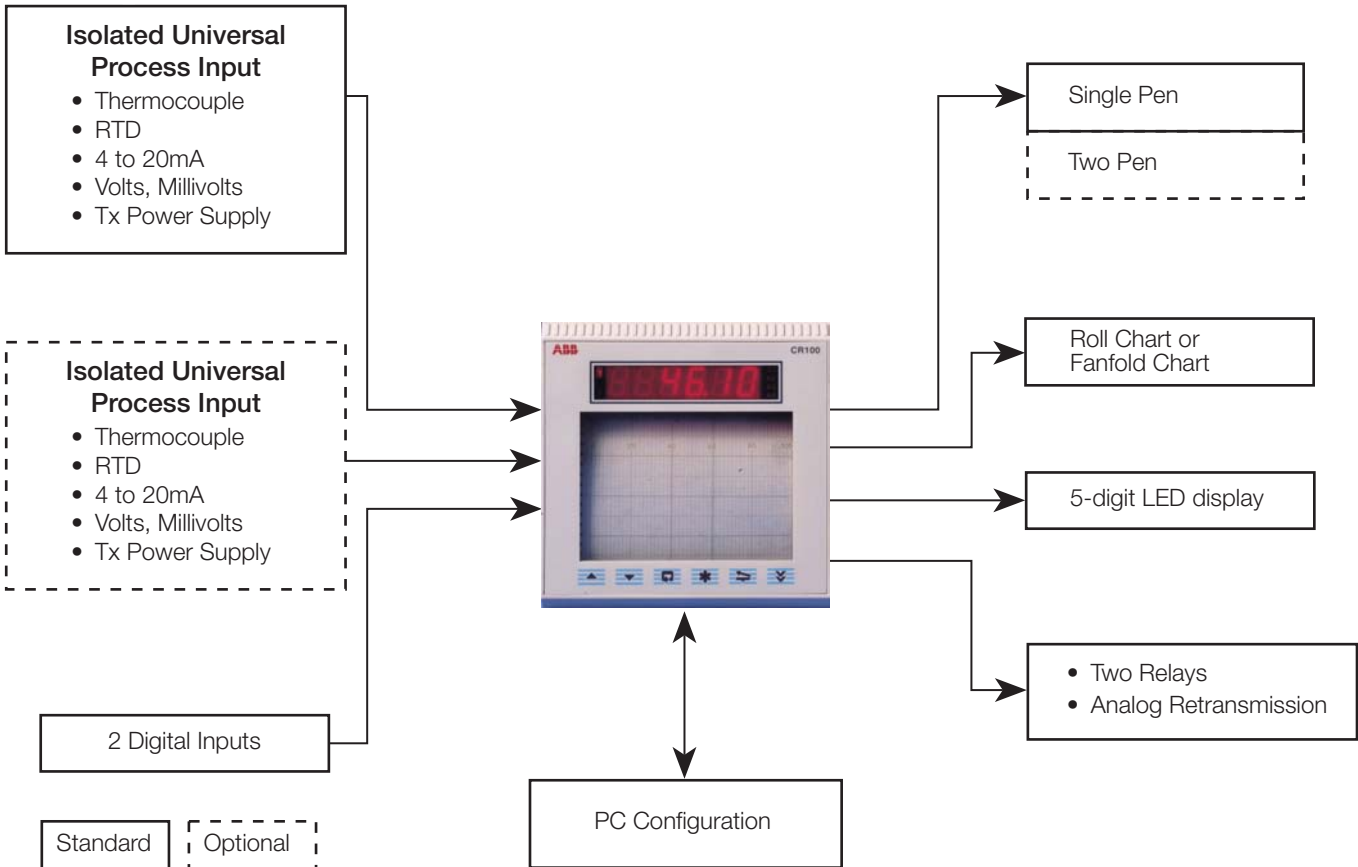 Isolated Universal
Process Input
• Thermocouple
• RTD
• 4 to 20mA
• Volts, Millivolts
• Tx Power Supply
Isolated Universal
Process Input
• Thermocouple
• RTD
• 4 to 20mA
• Volts, Millivolts
• Tx Power Supply
2 Digital Inputs
Standard
Optional
ABB
CR100
46.10
PC Configuration
Single Pen
Two Pen
Roll Chart or
Fanfold Chart
5-digit LED display
• Two Relays
• Analog Retransmission